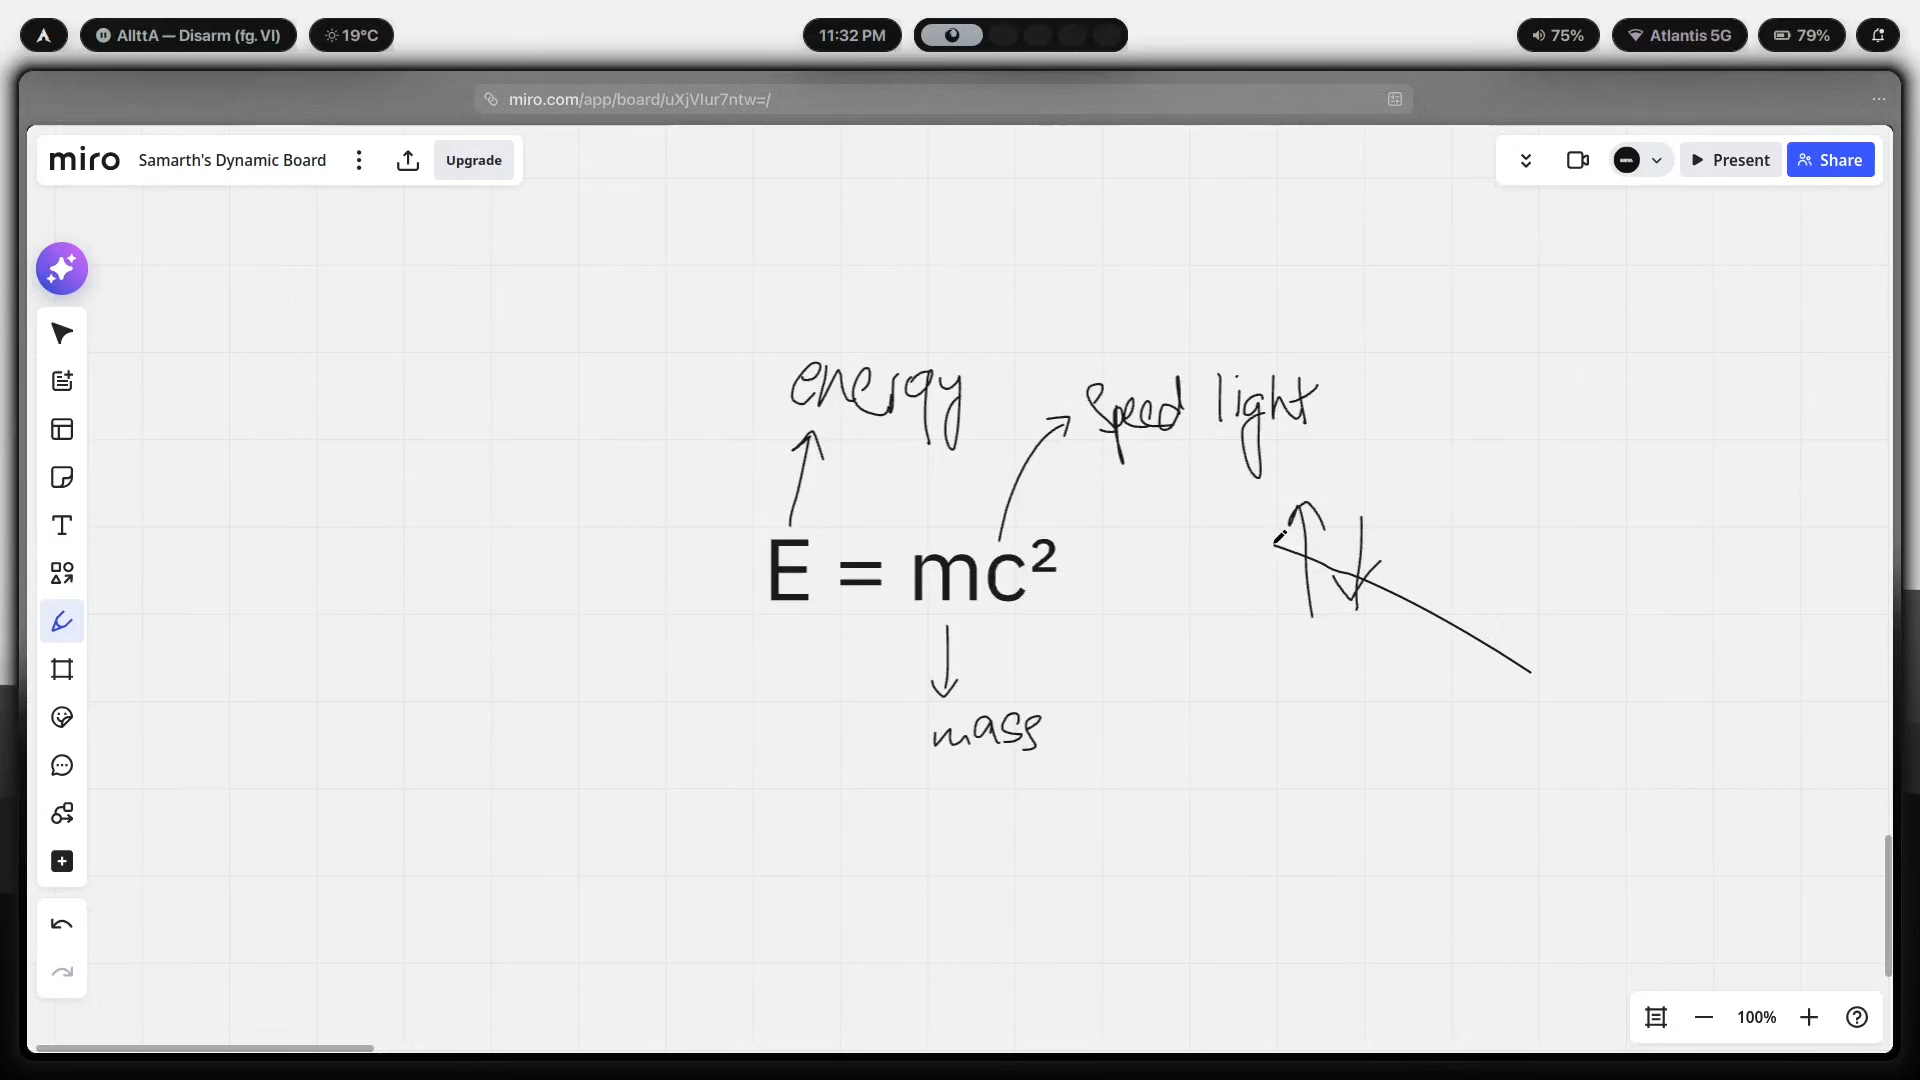 AllttA — Disarm (fg. VI)
19°C
11:32 PM
75%
Atlantis 5G
79%
miro.com/app/board/uXjVIur7ntw=/
miro
Samarth's Dynamic Board
Upgrade
Present
Share
energy
speed light
E = mc²
mass
100%